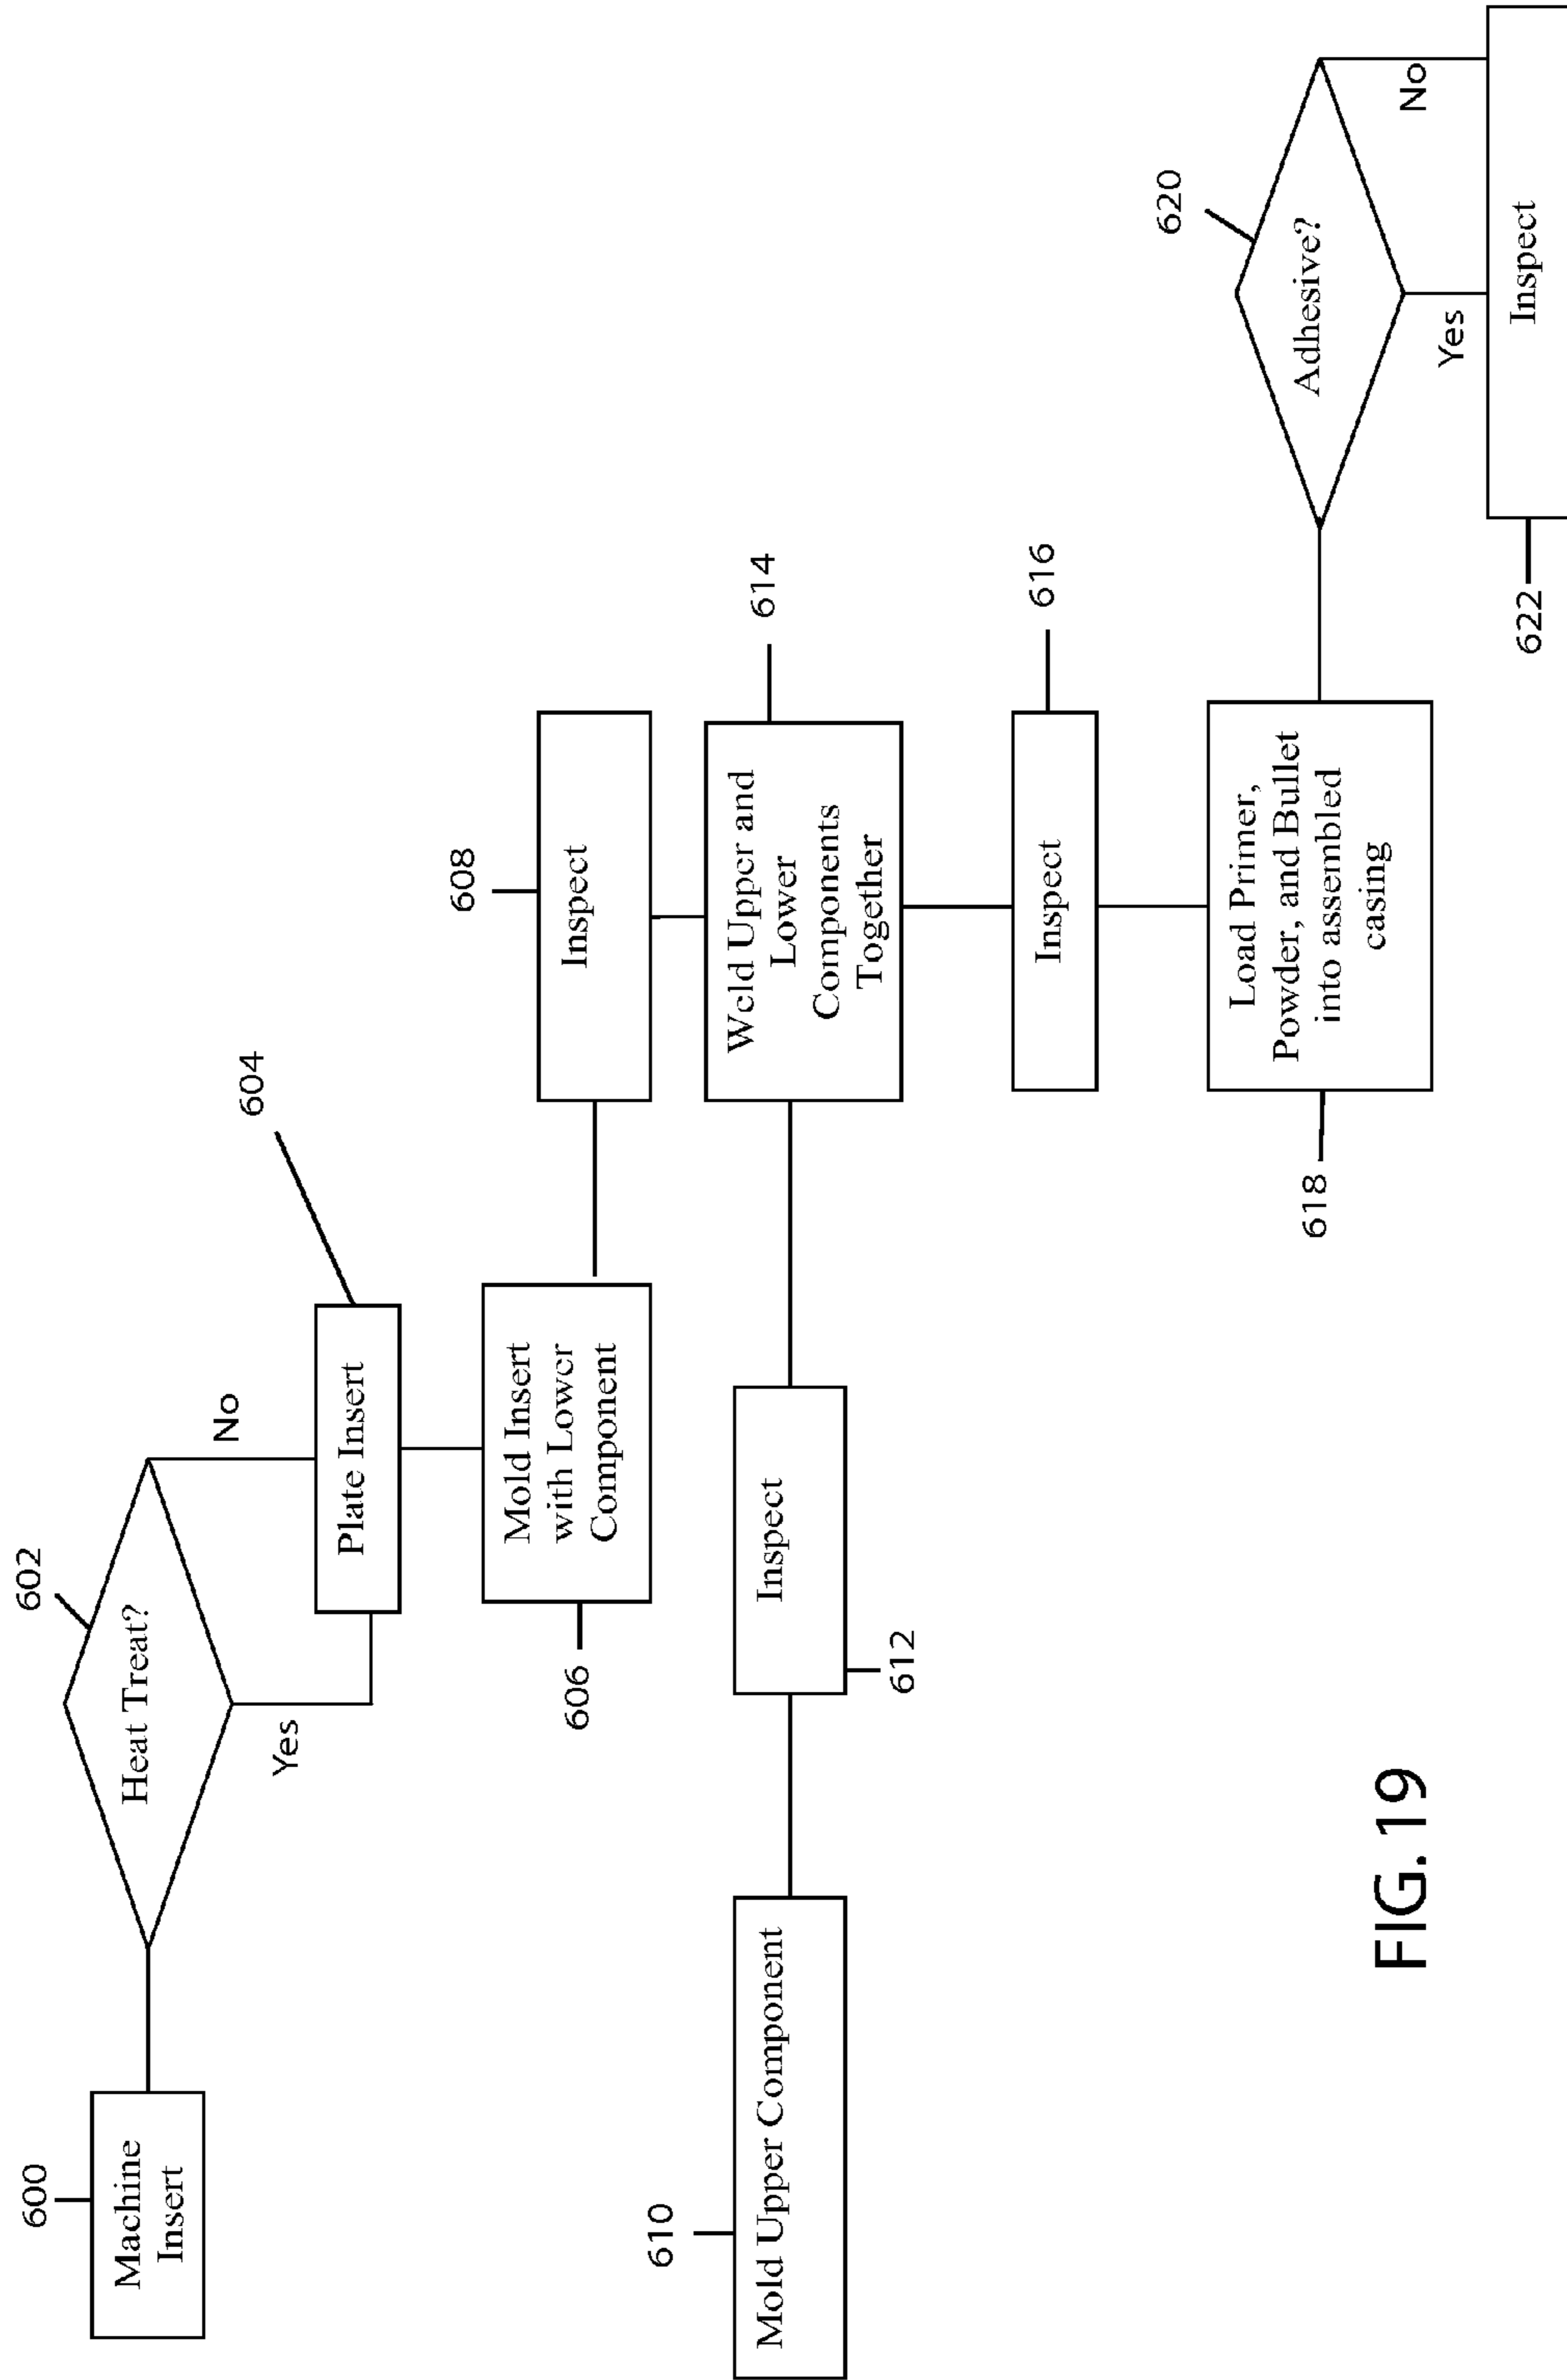 600
Machine
Insert
602
Heat Treat?
Yes
No
604
Plate Insert
606
Mold Insert
with Lower
Component
608
Inspect
610
Mold Upper Component
612
Inspect
614
Weld Upper and
Lower
Components
Together
616
Inspect
618
Load Primer,
Powder, and Bullet
into assembled
casing
620
Adhesive?
Yes
No
622
Inspect
FIG. 19